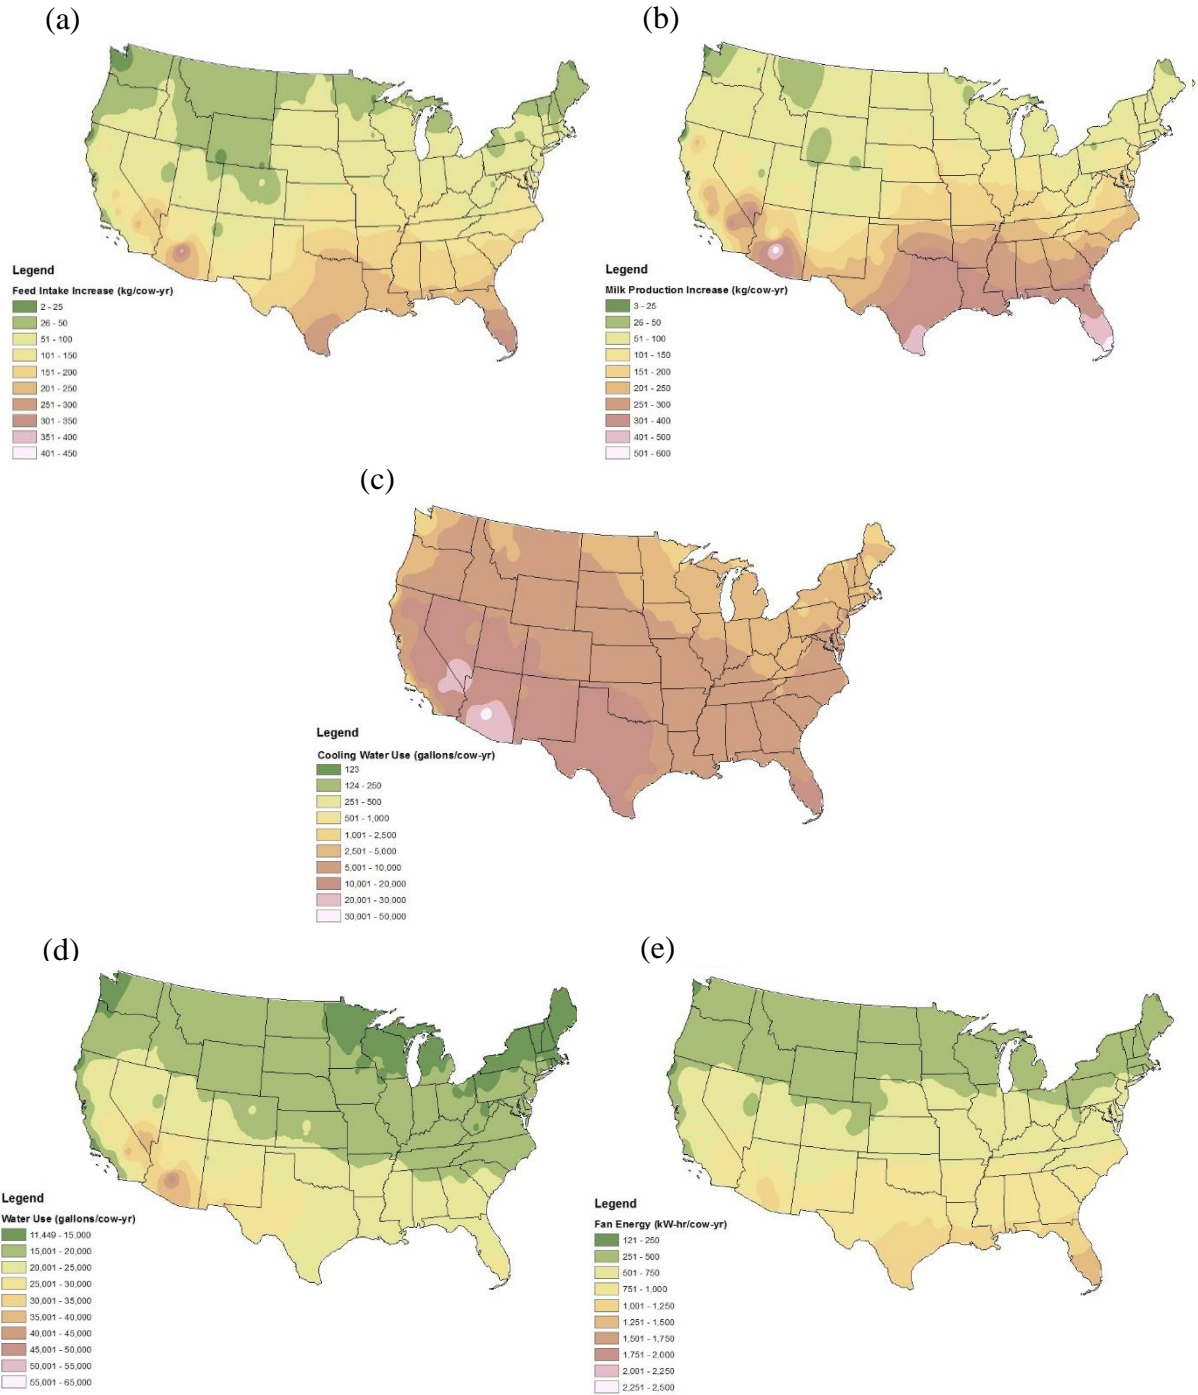 (a)
Legend
Feed Intake Increase (kg/cow-yr)
2 - 25
26 - 50
51 - 100
101 - 150
151 - 200
201 - 250
251 - 300
301 - 350
351 - 400
401 - 450
(b)
Legend
Milk Production Increase (kg/cow-yr)
3 - 25
26 - 50
51 - 100
101 - 150
151 - 200
201 - 250
251 - 300
301 - 400
401 - 500
501 - 600
(c)
Legend
Cooling Water Use (gallons/cow-yr)
123
124 - 250
251 - 500
501 - 1,000
1,001 - 2,500
2,501 - 5,000
5,001 - 10,000
10,001 - 20,000
20,001 - 30,000
30,001 - 50,000
(d)
Legend
Water Use (gallons/cow-yr)
11,449 - 15,000
15,001 - 20,000
20,001 - 25,000
25,001 - 30,000
30,001 - 35,000
35,001 - 40,000
40,001 - 45,000
45,001 - 50,000
50,001 - 55,000
55,001 - 65,000
(e)
Legend
Fan Energy (kW-hr/cow-yr)
121 - 250
251 - 500
501 - 750
751 - 1,000
1,001 - 1,250
1,251 - 1,500
1,501 - 1,750
1,751 - 2,000
2,001 - 2,250
2,251 - 2,500